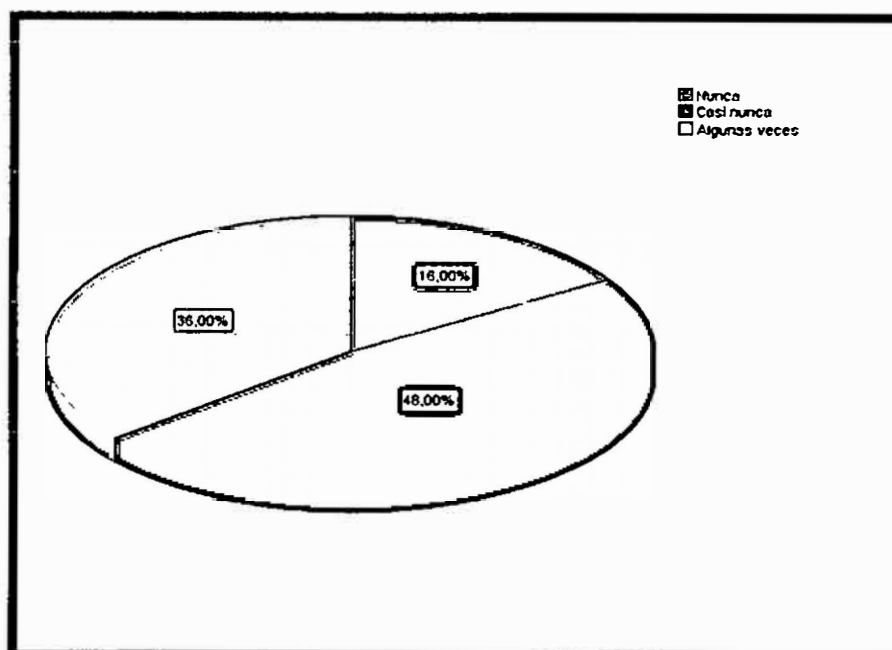 Nunca
Casi nunca
Algunas veces
16,00%
36,00%
48,00%